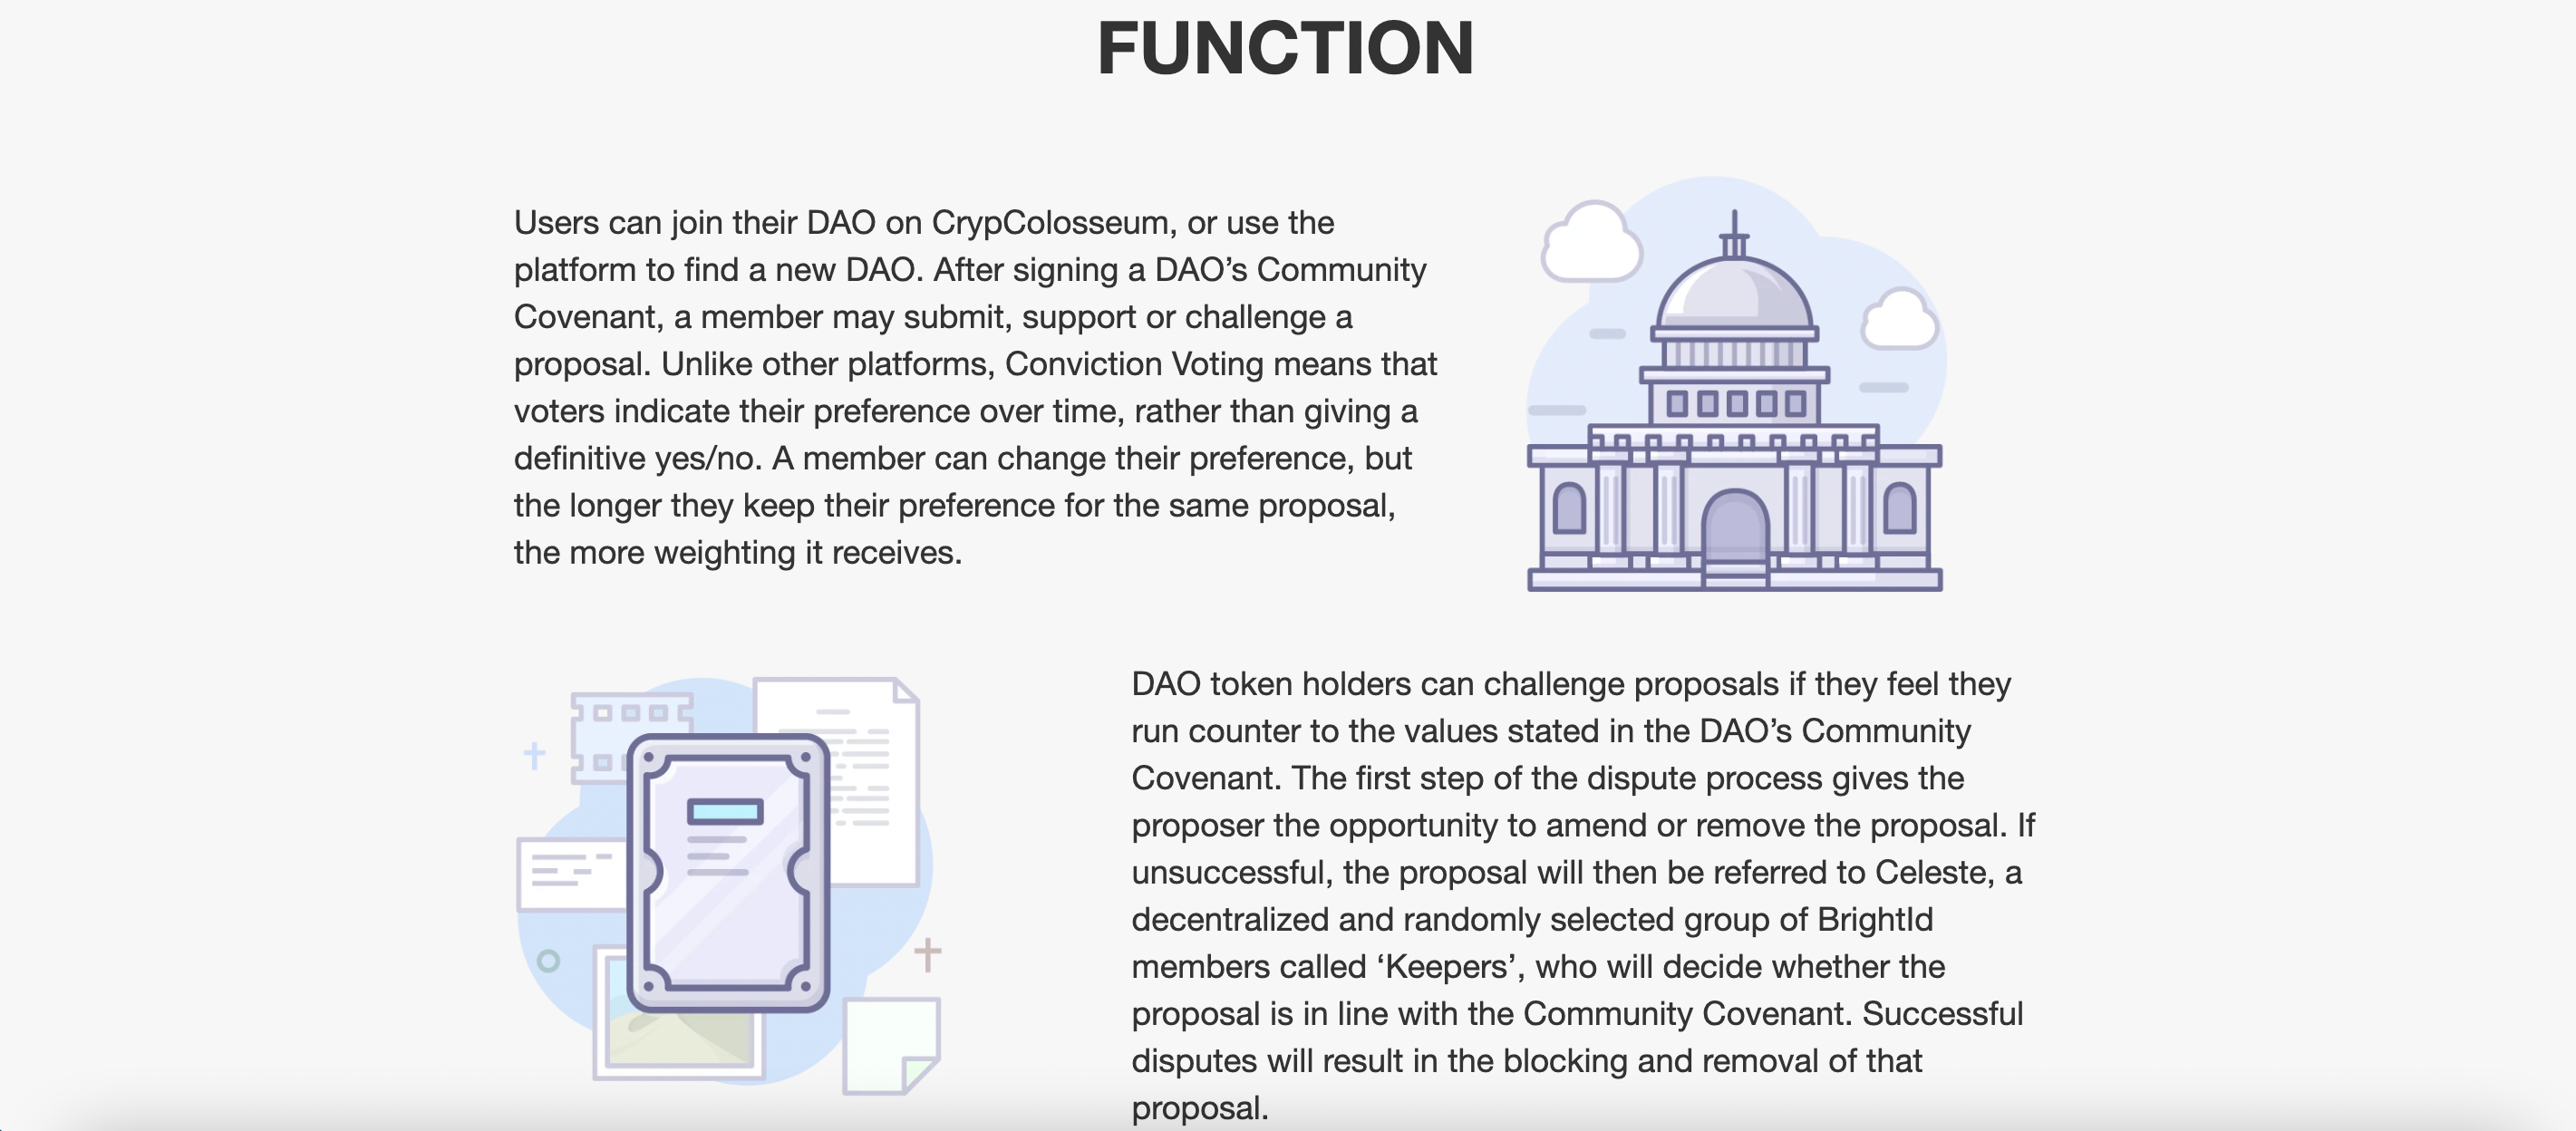 FUNCTION
Users can join their DAO on CrypColosseum, or use the
platform to find a new DAO. After signing a DAO’s Community
Covenant, a member may submit, support or challenge a
proposal. Unlike other platforms, Conviction Voting means that
voters indicate their preference over time, rather than giving a
definitive yes/no. A member can change their preference, but
the longer they keep their preference for the same proposal,
the more weighting it receives.
DAO token holders can challenge proposals if they feel they
run counter to the values stated in the DAO’s Community
Covenant. The first step of the dispute process gives the
proposer the opportunity to amend or remove the proposal. If
unsuccessful, the proposal will then be referred to Celeste, a
decentralized and randomly selected group of BrightId
members called ‘Keepers’, who will decide whether the
proposal is in line with the Community Covenant. Successful
disputes will result in the blocking and removal of that
proposal.